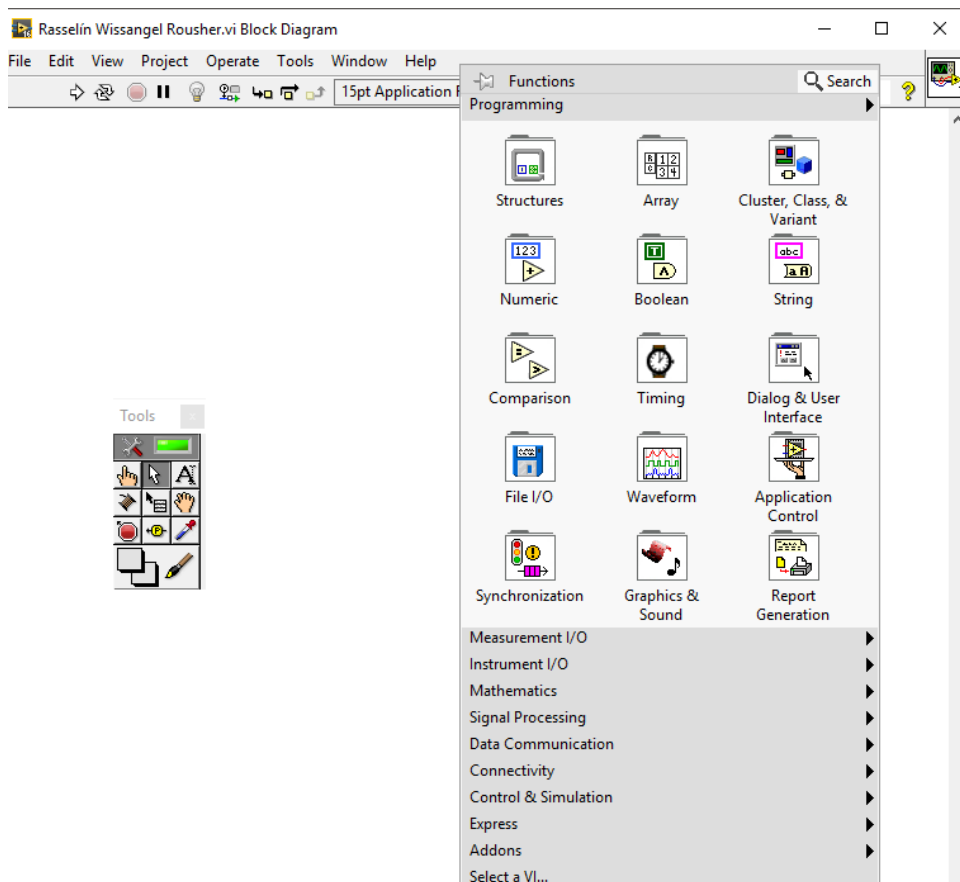 Rasselín Wissangel Rousher.vi Block Diagram
File Edit View Project Operate Tools Window Help
15pt Application F
Functions Search
Programming
Structures Array Cluster, Class, & Variant
123
Numeric Boolean String
abc
Comparison Timing Dialog & User Interface
File I/O Waveform Application Control
Synchronization Graphics & Sound Report Generation
Tools
Measurement I/O
Instrument I/O
Mathematics
Signal Processing
Data Communication
Connectivity
Control & Simulation
Express
Addons
Select a VI...